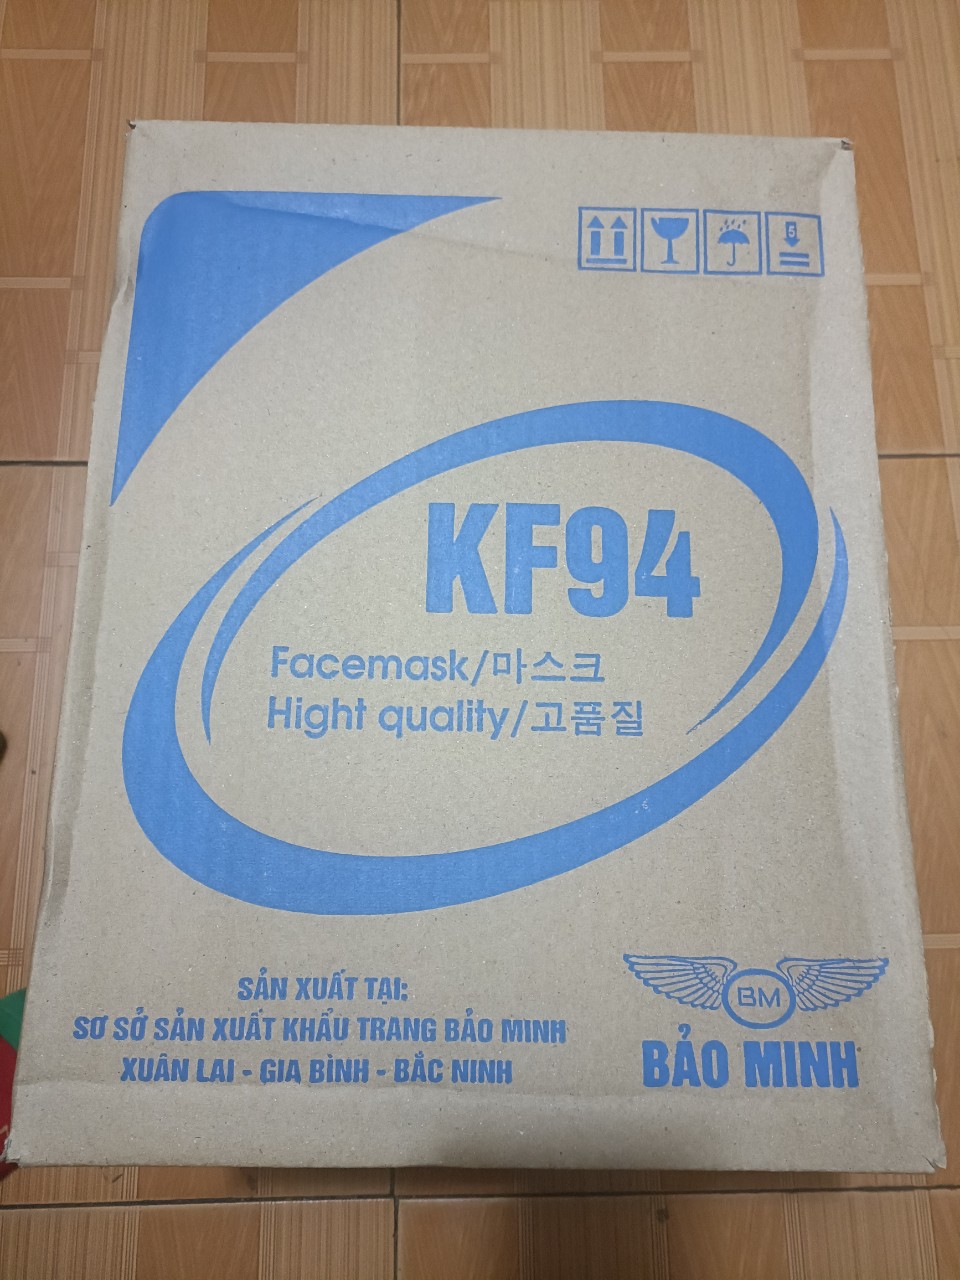 5
KF94
Facemask/마스크
Hight quality/고품질
SẢN XUẤT TẠI:
SƠ SỞ SẢN XUẤT KHẨU TRANG BẢO MINH
XUÂN LAI - GIA BÌNH - BẮC NINH
BM
BẢO MINH